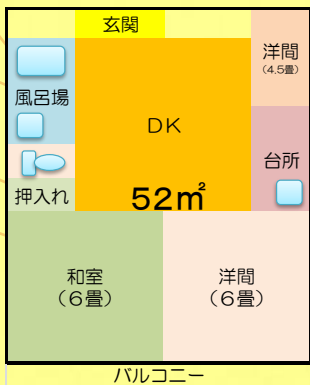 玄関
洋間
(4.5畳)
風呂場
DK
台所
押入れ
52㎡
和室
(6畳)
洋間
(6畳)
バルコニー